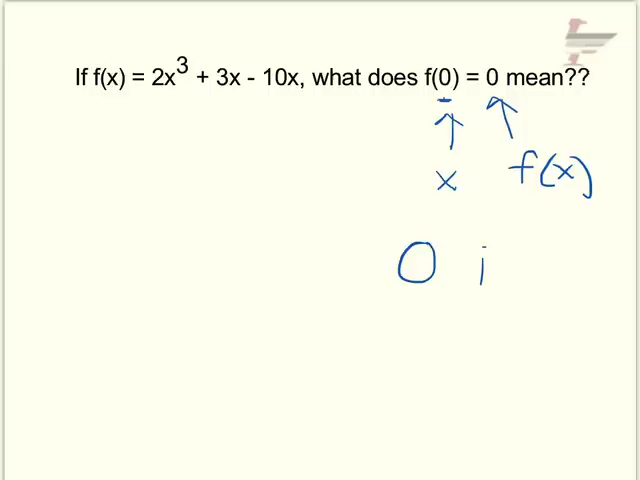 If f(x) = 2x³ + 3x - 10x, what does f(0) = 0 mean??
x f(x)
0 i